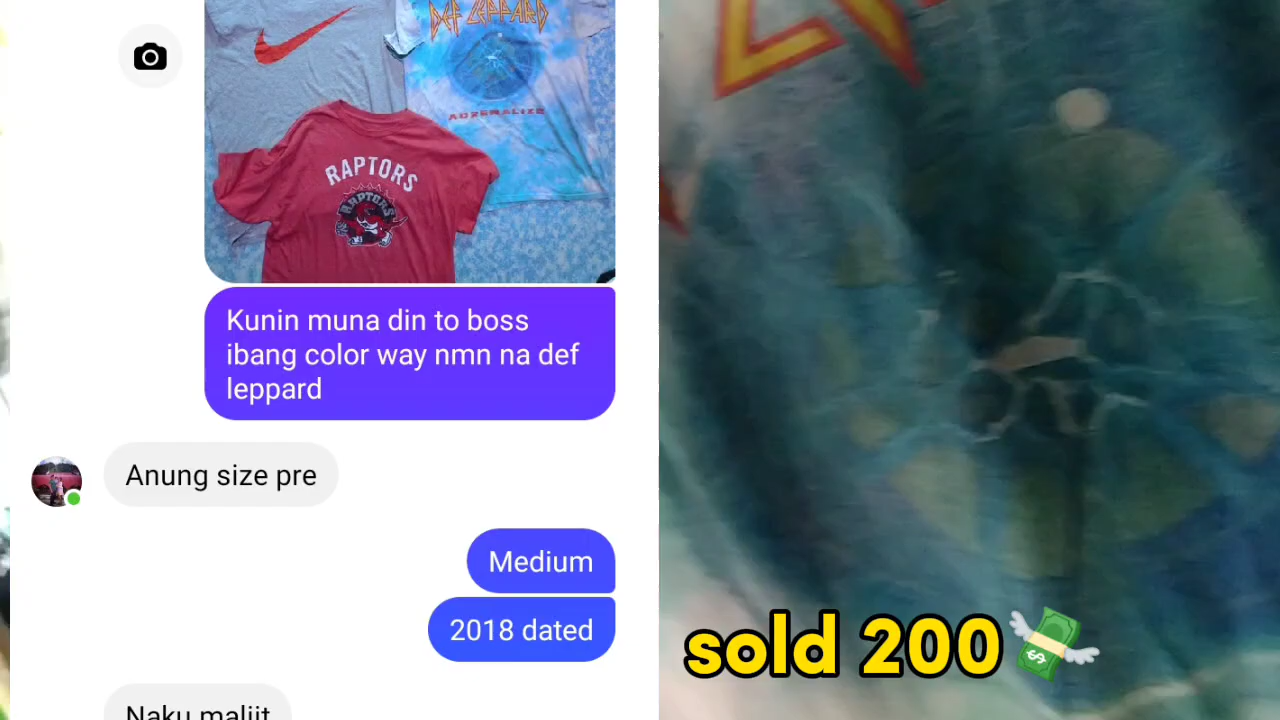 DEF LEPPARD
ADRENALIZE
RAPTORS
RAPTORS
Kunin muna din to boss
ibang color way nmn na def
leppard
Anung size pre
Medium
2018 dated
Naku maliit
sold 200